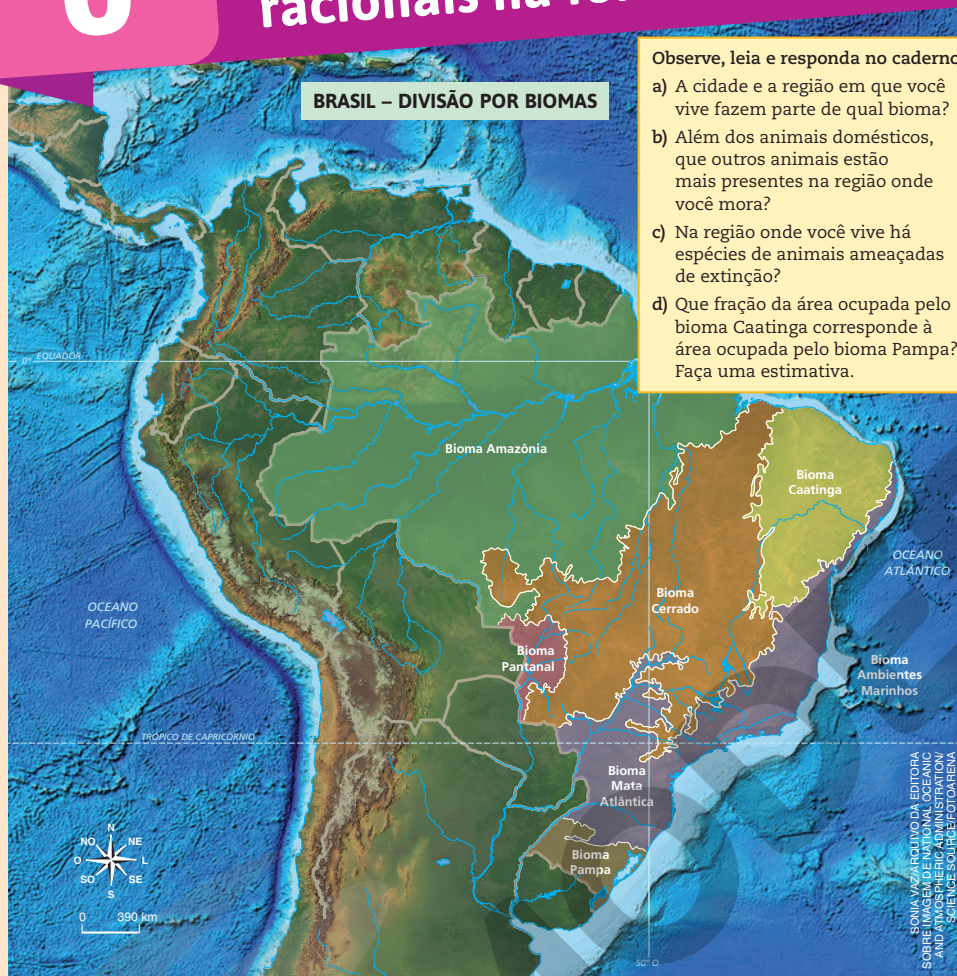 6
racionais na
BRASIL – DIVISÃO POR BIOMAS
Observe, leia e responda no caderno
a) A cidade e a região em que você
vive fazem parte de qual bioma?
b) Além dos animais domésticos,
que outros animais estão
mais presentes na região onde
você mora?
c) Na região onde você vive há
espécies de animais ameaçadas
de extinção?
d) Que fração da área ocupada pelo
bioma Caatinga corresponde à
área ocupada pelo bioma Pampa?
Faça uma estimativa.
0° EQUADOR
Bioma Amazônia
Bioma
Caatinga
OCEANO
ATLÂNTICO
Bioma
Cerrado
OCEANO
PACÍFICO
Bioma
Pantanal
Bioma
Ambientes
Marinhos
TRÓPICO DE CAPRICÓRNIO
Bioma
Mata
Atlântica
Bioma
Pampa
N
NO NE
O L
SO SE
S
0 390 km
50° O
SONIA VAZ/ARQUIVO DA EDITORA
SOBRE IMAGEM DE NATIONAL OCEANIC
AND ATMOSPHERIC ADMINISTRATION/
SCIENCE SOURCE/FOTOARENA